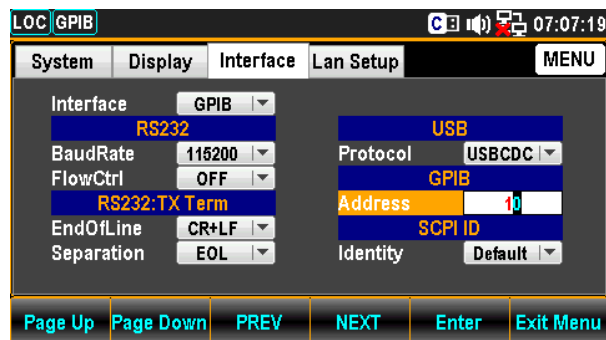 LOC GPIB C 07:07:19
System Display Interface Lan Setup MENU
Interface GPIB
RS232 USB
BaudRate 115200 Protocol USBCDC
FlowCtrl OFF GPIB
RS232:TX Term Address 10
EndOfLine CR+LF SCPI ID
Separation EOL Identity Default
Page Up Page Down PREV NEXT Enter Exit Menu